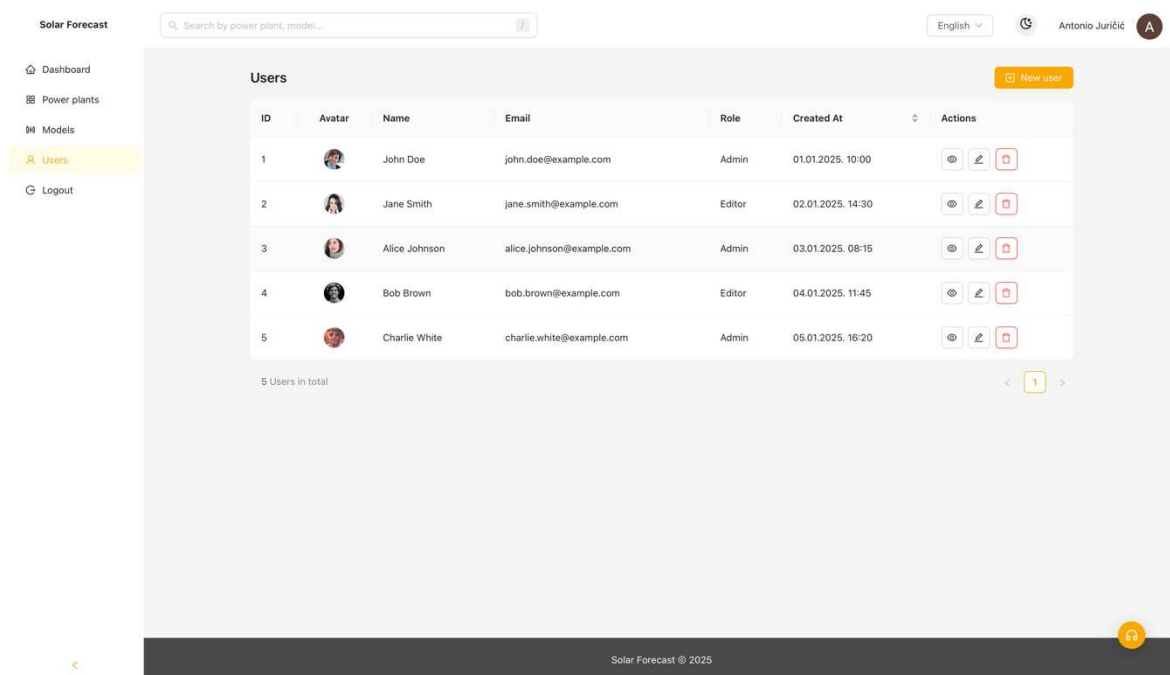 Solar Forecast
Search by power plant, model...
/
English
Antonio Juričić
A
Dashboard
Power plants
Models
Users
Logout
Users
New user
ID Avatar Name Email Role Created At Actions
1 John Doe john.doe@example.com Admin 01.01.2025. 10:00
2 Jane Smith jane.smith@example.com Editor 02.01.2025. 14:30
3 Alice Johnson alice.johnson@example.com Admin 03.01.2025. 08:15
4 Bob Brown bob.brown@example.com Editor 04.01.2025. 11:45
5 Charlie White charlie.white@example.com Admin 05.01.2025. 16:20
5 Users in total
1
Solar Forecast © 2025